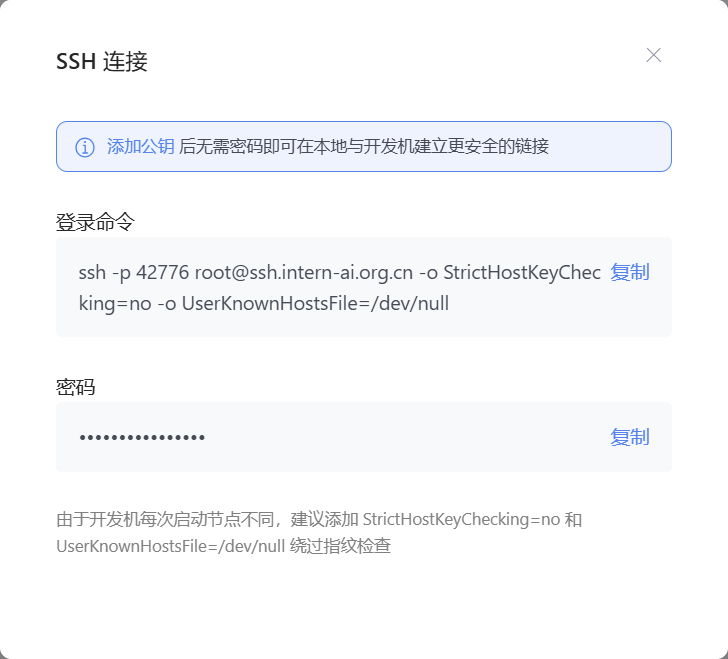 SSH 连接
添加公钥 后无需密码即可在本地与开发机建立更安全的链接
登录命令
ssh -p 42776 root@ssh.intern-ai.org.cn -o StrictHostKeyChec 复制
king=no -o UserKnownHostsFile=/dev/null
密码
•••••••••••••••• 复制
由于开发机每次启动节点不同，建议添加 StrictHostKeyChecking=no 和
UserKnownHostsFile=/dev/null 绕过指纹检查